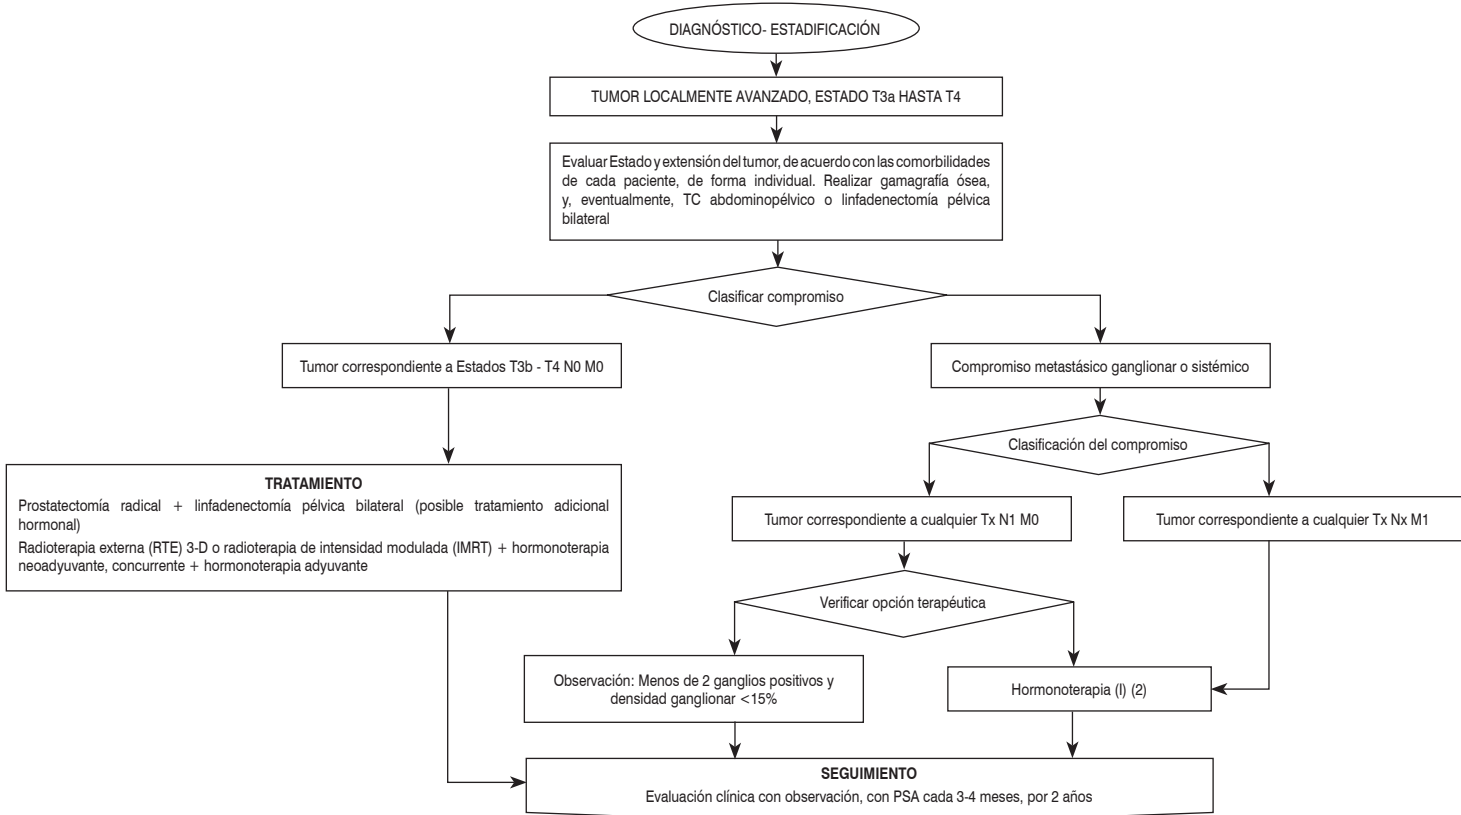 DIAGNÓSTICO- ESTADIFICACIÓN
TUMOR LOCALMENTE AVANZADO, ESTADO T3a HASTA T4
Evaluar Estado y extensión del tumor, de acuerdo con las comorbilidades
de cada paciente, de forma individual. Realizar gamagrafía ósea,
y, eventualmente, TC abdominopélvico o linfadenectomía pélvica
bilateral
Clasificar compromiso
Tumor correspondiente a Estados T3b - T4 N0 M0
Compromiso metastásico ganglionar o sistémico
Clasificación del compromiso
TRATAMIENTO
Prostatectomía radical + linfadenectomía pélvica bilateral (posible tratamiento adicional
hormonal)
Radioterapia externa (RTE) 3-D o radioterapia de intensidad modulada (IMRT) + hormonoterapia
neoadyuvante, concurrente + hormonoterapia adyuvante
Tumor correspondiente a cualquier Tx N1 M0
Tumor correspondiente a cualquier Tx Nx M1
Verificar opción terapéutica
Observación: Menos de 2 ganglios positivos y
densidad ganglionar <15%
Hormonoterapia (I) (2)
SEGUIMIENTO
Evaluación clínica con observación, con PSA cada 3-4 meses, por 2 años